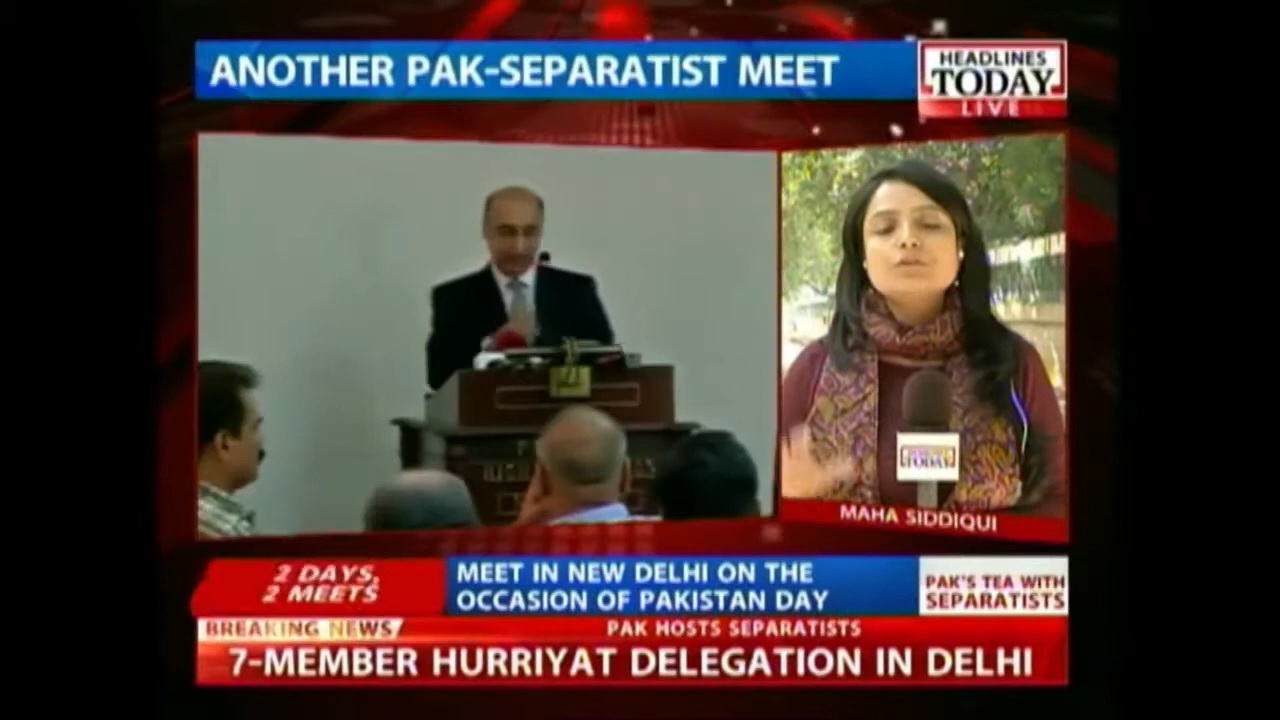 ANOTHER PAK-SEPARATIST MEET
HEADLINES
TODAY
LIVE
TODAY
MAHA SIDDIQUI
2 DAYS,
2 MEETS
MEET IN NEW DELHI ON THE
OCCASION OF PAKISTAN DAY
PAK'S TEA WITH
SEPARATISTS
BREAKING NEWS
PAK HOSTS SEPARATISTS
7-MEMBER HURRIYAT DELEGATION IN DELHI